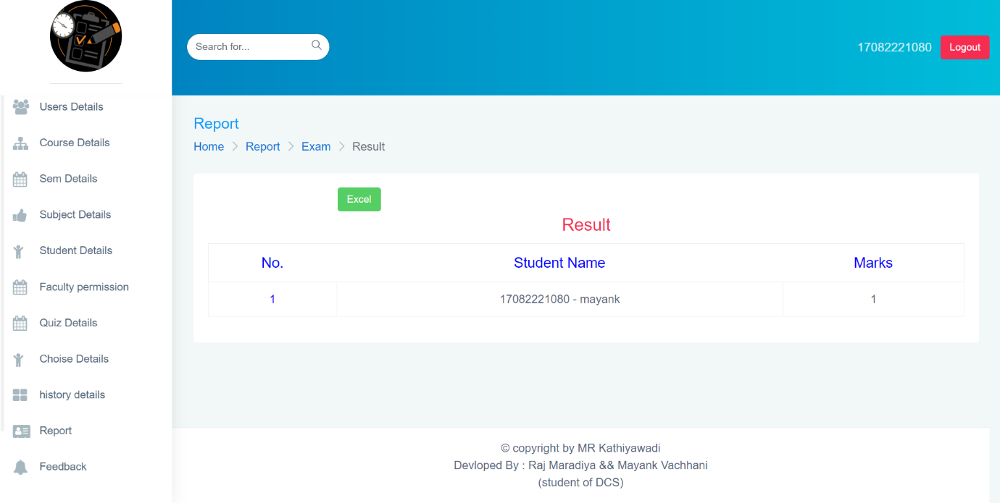 Search for...
17082221080 Logout
Users Details
Course Details
Sem Details
Subject Details
Student Details
Faculty permission
Quiz Details
Choise Details
history details
Report
Feedback
Report
Home > Report > Exam > Result
Excel
Result
No. Student Name Marks
1 17082221080 - mayank 1
© copyright by MR Kathiyawadi
Devloped By : Raj Maradiya && Mayank Vachhani
(student of DCS)